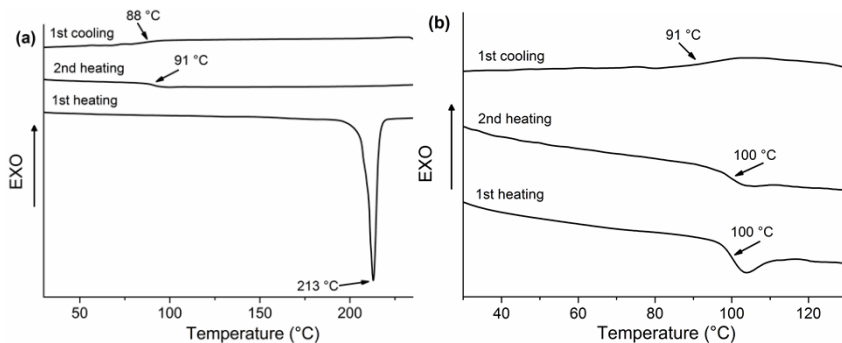 (a)
88 °C
1st cooling
2nd heating
91 °C
1st heating
EXO
213 °C
50 100 150 200
Temperature (°C)
(b)
91 °C
1st cooling
2nd heating
100 °C
1st heating
100 °C
EXO
40 60 80 100 120
Temperature (°C)